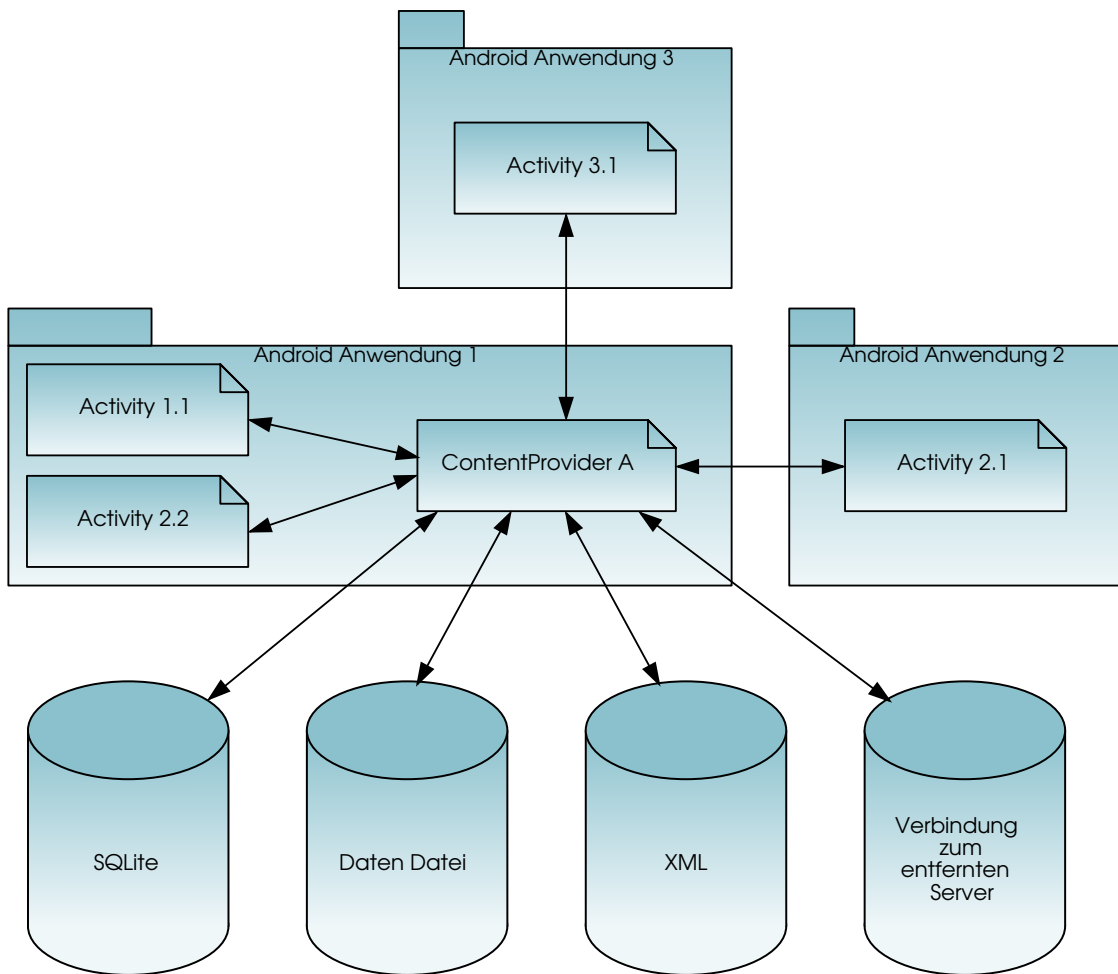 Android Anwendung 3
Activity 3.1
Android Anwendung 1
Activity 1.1
Activity 2.2
ContentProvider A
Android Anwendung 2
Activity 2.1
SQLite
Daten Datei
XML
Verbindung
zum
entfernten
Server